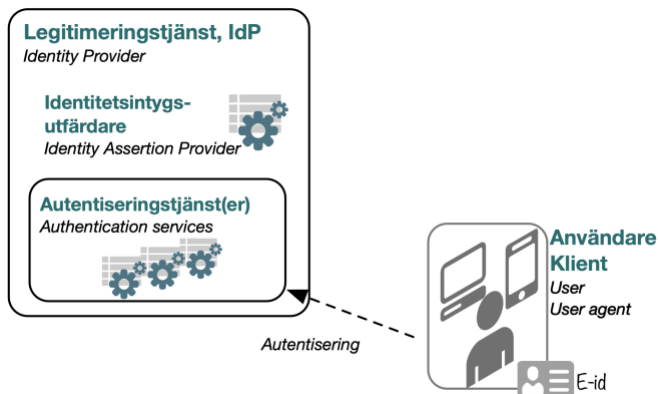 Legitimeringstjänst, IdP
Identity Provider
Identitetsintygs-
utfärdare
Identity Assertion Provider
Autentiseringstjänst(er)
Authentication services
Användare
Klient
User
User agent
Autentisering
E-id